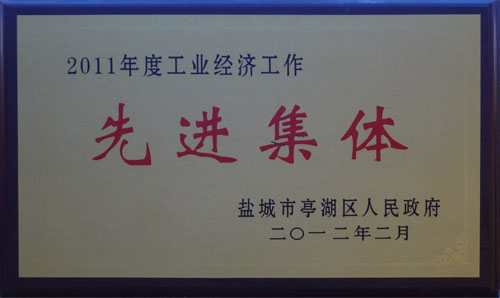 2011年度工业经济工作
先进集体
盐城市亭湖区人民政府
二〇一二年二月